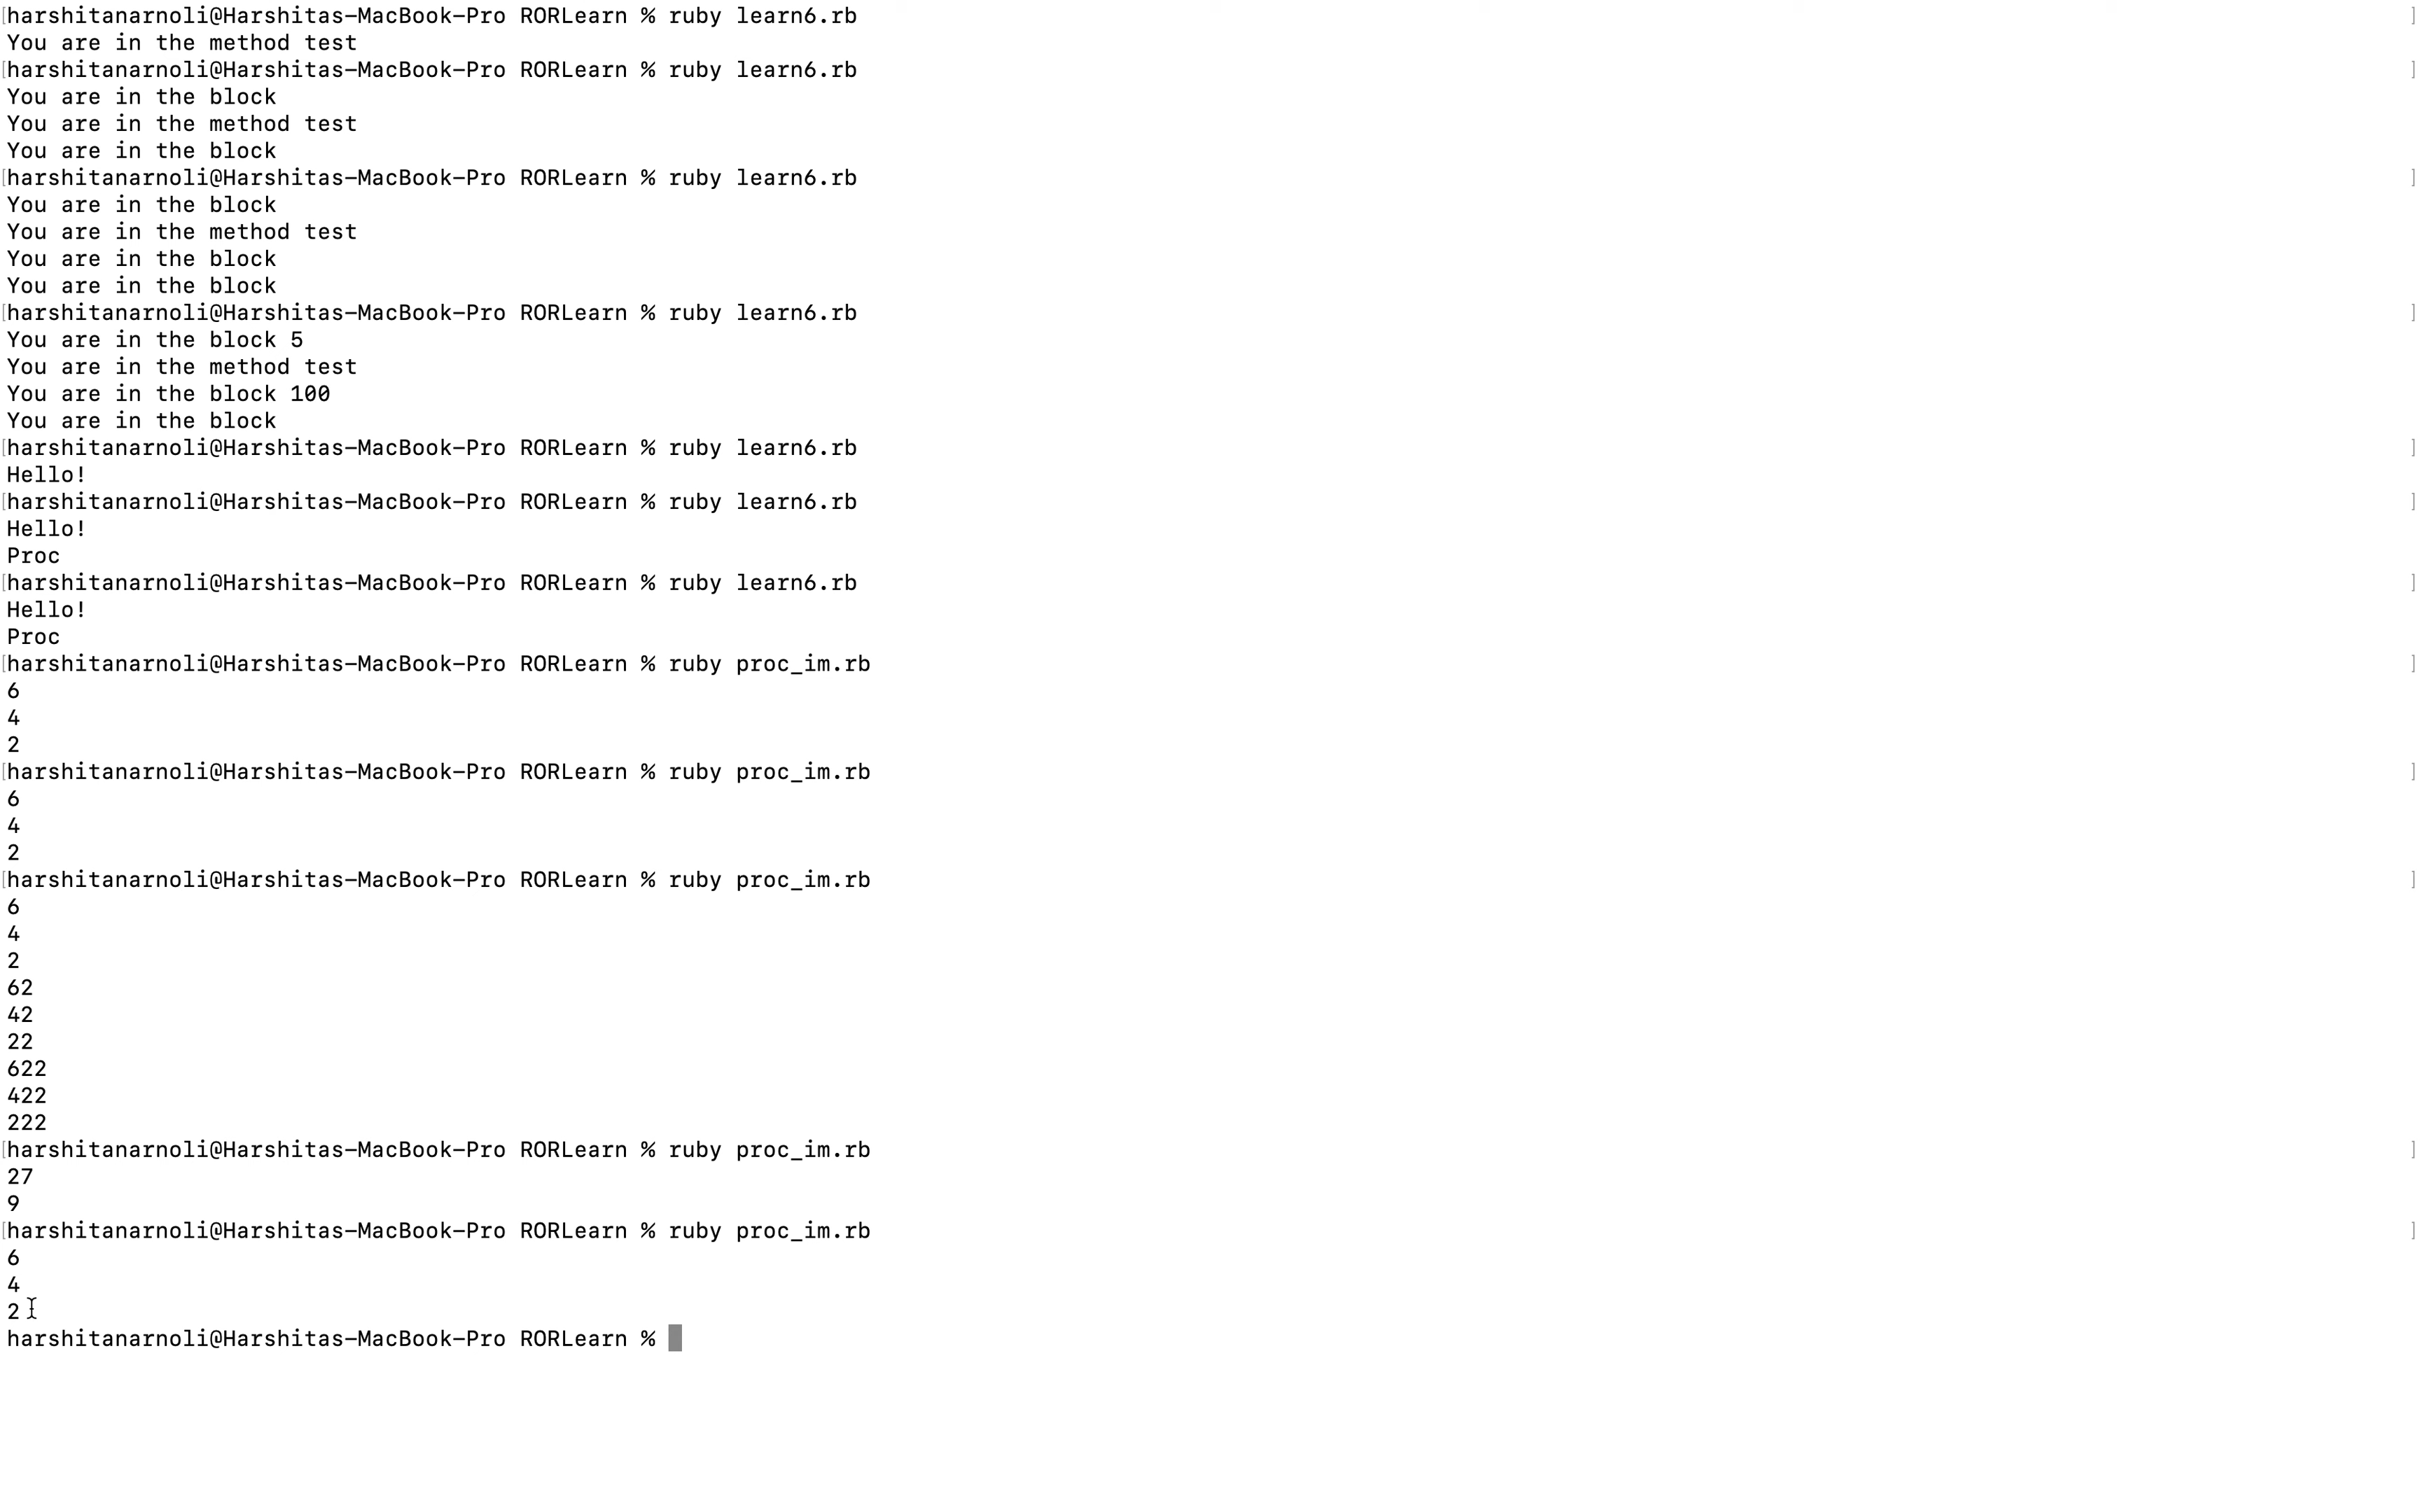 [harshitanarnoli@Harshitas-MacBook-Pro RORLearn % ruby learn6.rb ]
You are in the method test
[harshitanarnoli@Harshitas-MacBook-Pro RORLearn % ruby learn6.rb ]
You are in the block
You are in the method test
You are in the block
[harshitanarnoli@Harshitas-MacBook-Pro RORLearn % ruby learn6.rb ]
You are in the block
You are in the method test
You are in the block
You are in the block
[harshitanarnoli@Harshitas-MacBook-Pro RORLearn % ruby learn6.rb ]
You are in the block 5
You are in the method test
You are in the block 100
You are in the block
[harshitanarnoli@Harshitas-MacBook-Pro RORLearn % ruby learn6.rb ]
Hello!
[harshitanarnoli@Harshitas-MacBook-Pro RORLearn % ruby learn6.rb ]
Hello!
Proc
[harshitanarnoli@Harshitas-MacBook-Pro RORLearn % ruby learn6.rb ]
Hello!
Proc
[harshitanarnoli@Harshitas-MacBook-Pro RORLearn % ruby proc_im.rb ]
6
4
2
[harshitanarnoli@Harshitas-MacBook-Pro RORLearn % ruby proc_im.rb ]
6
4
2
[harshitanarnoli@Harshitas-MacBook-Pro RORLearn % ruby proc_im.rb ]
6
4
2
62
42
22
622
422
222
[harshitanarnoli@Harshitas-MacBook-Pro RORLearn % ruby proc_im.rb ]
27
9
[harshitanarnoli@Harshitas-MacBook-Pro RORLearn % ruby proc_im.rb ]
6
4
2
harshitanarnoli@Harshitas-MacBook-Pro RORLearn %